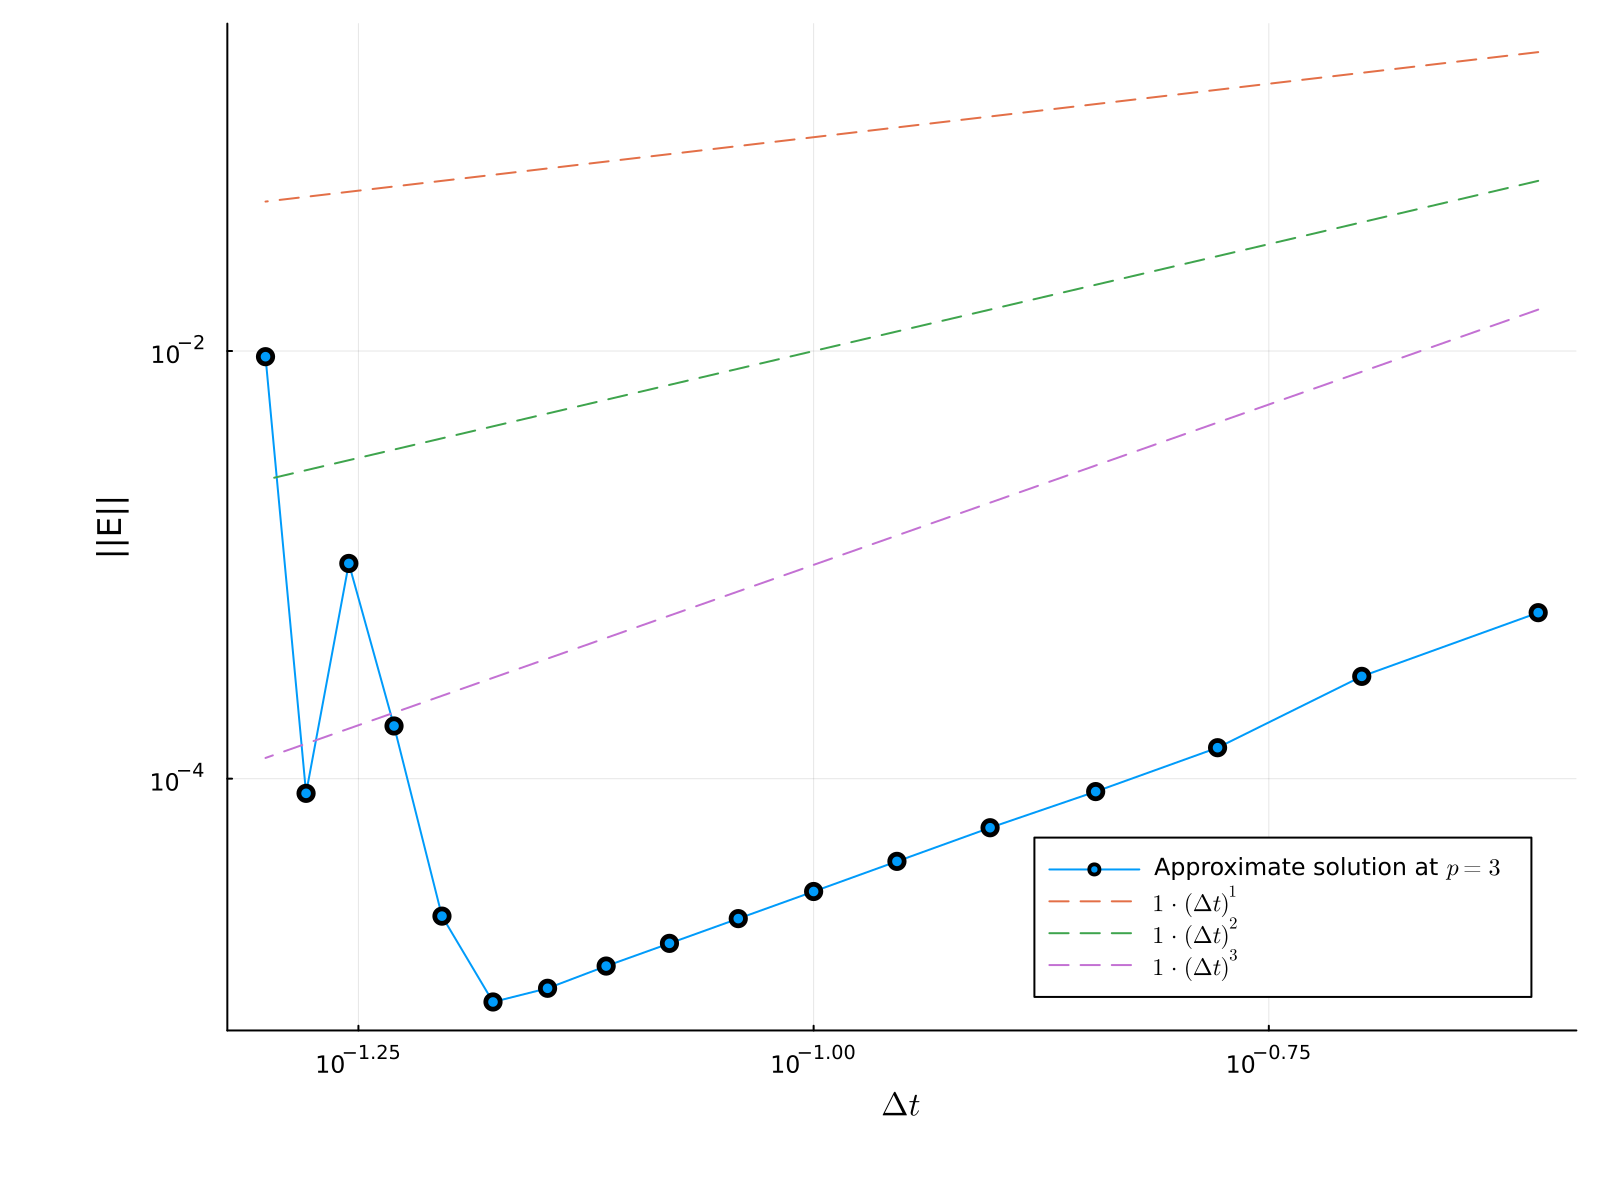 ||E||
10⁻²
10⁻⁴
Approximate solution at p = 3
1 · (Δt)¹
1 · (Δt)²
1 · (Δt)³
10⁻¹·²⁵
10⁻¹·⁰⁰
10⁻⁰·⁷⁵
Δt